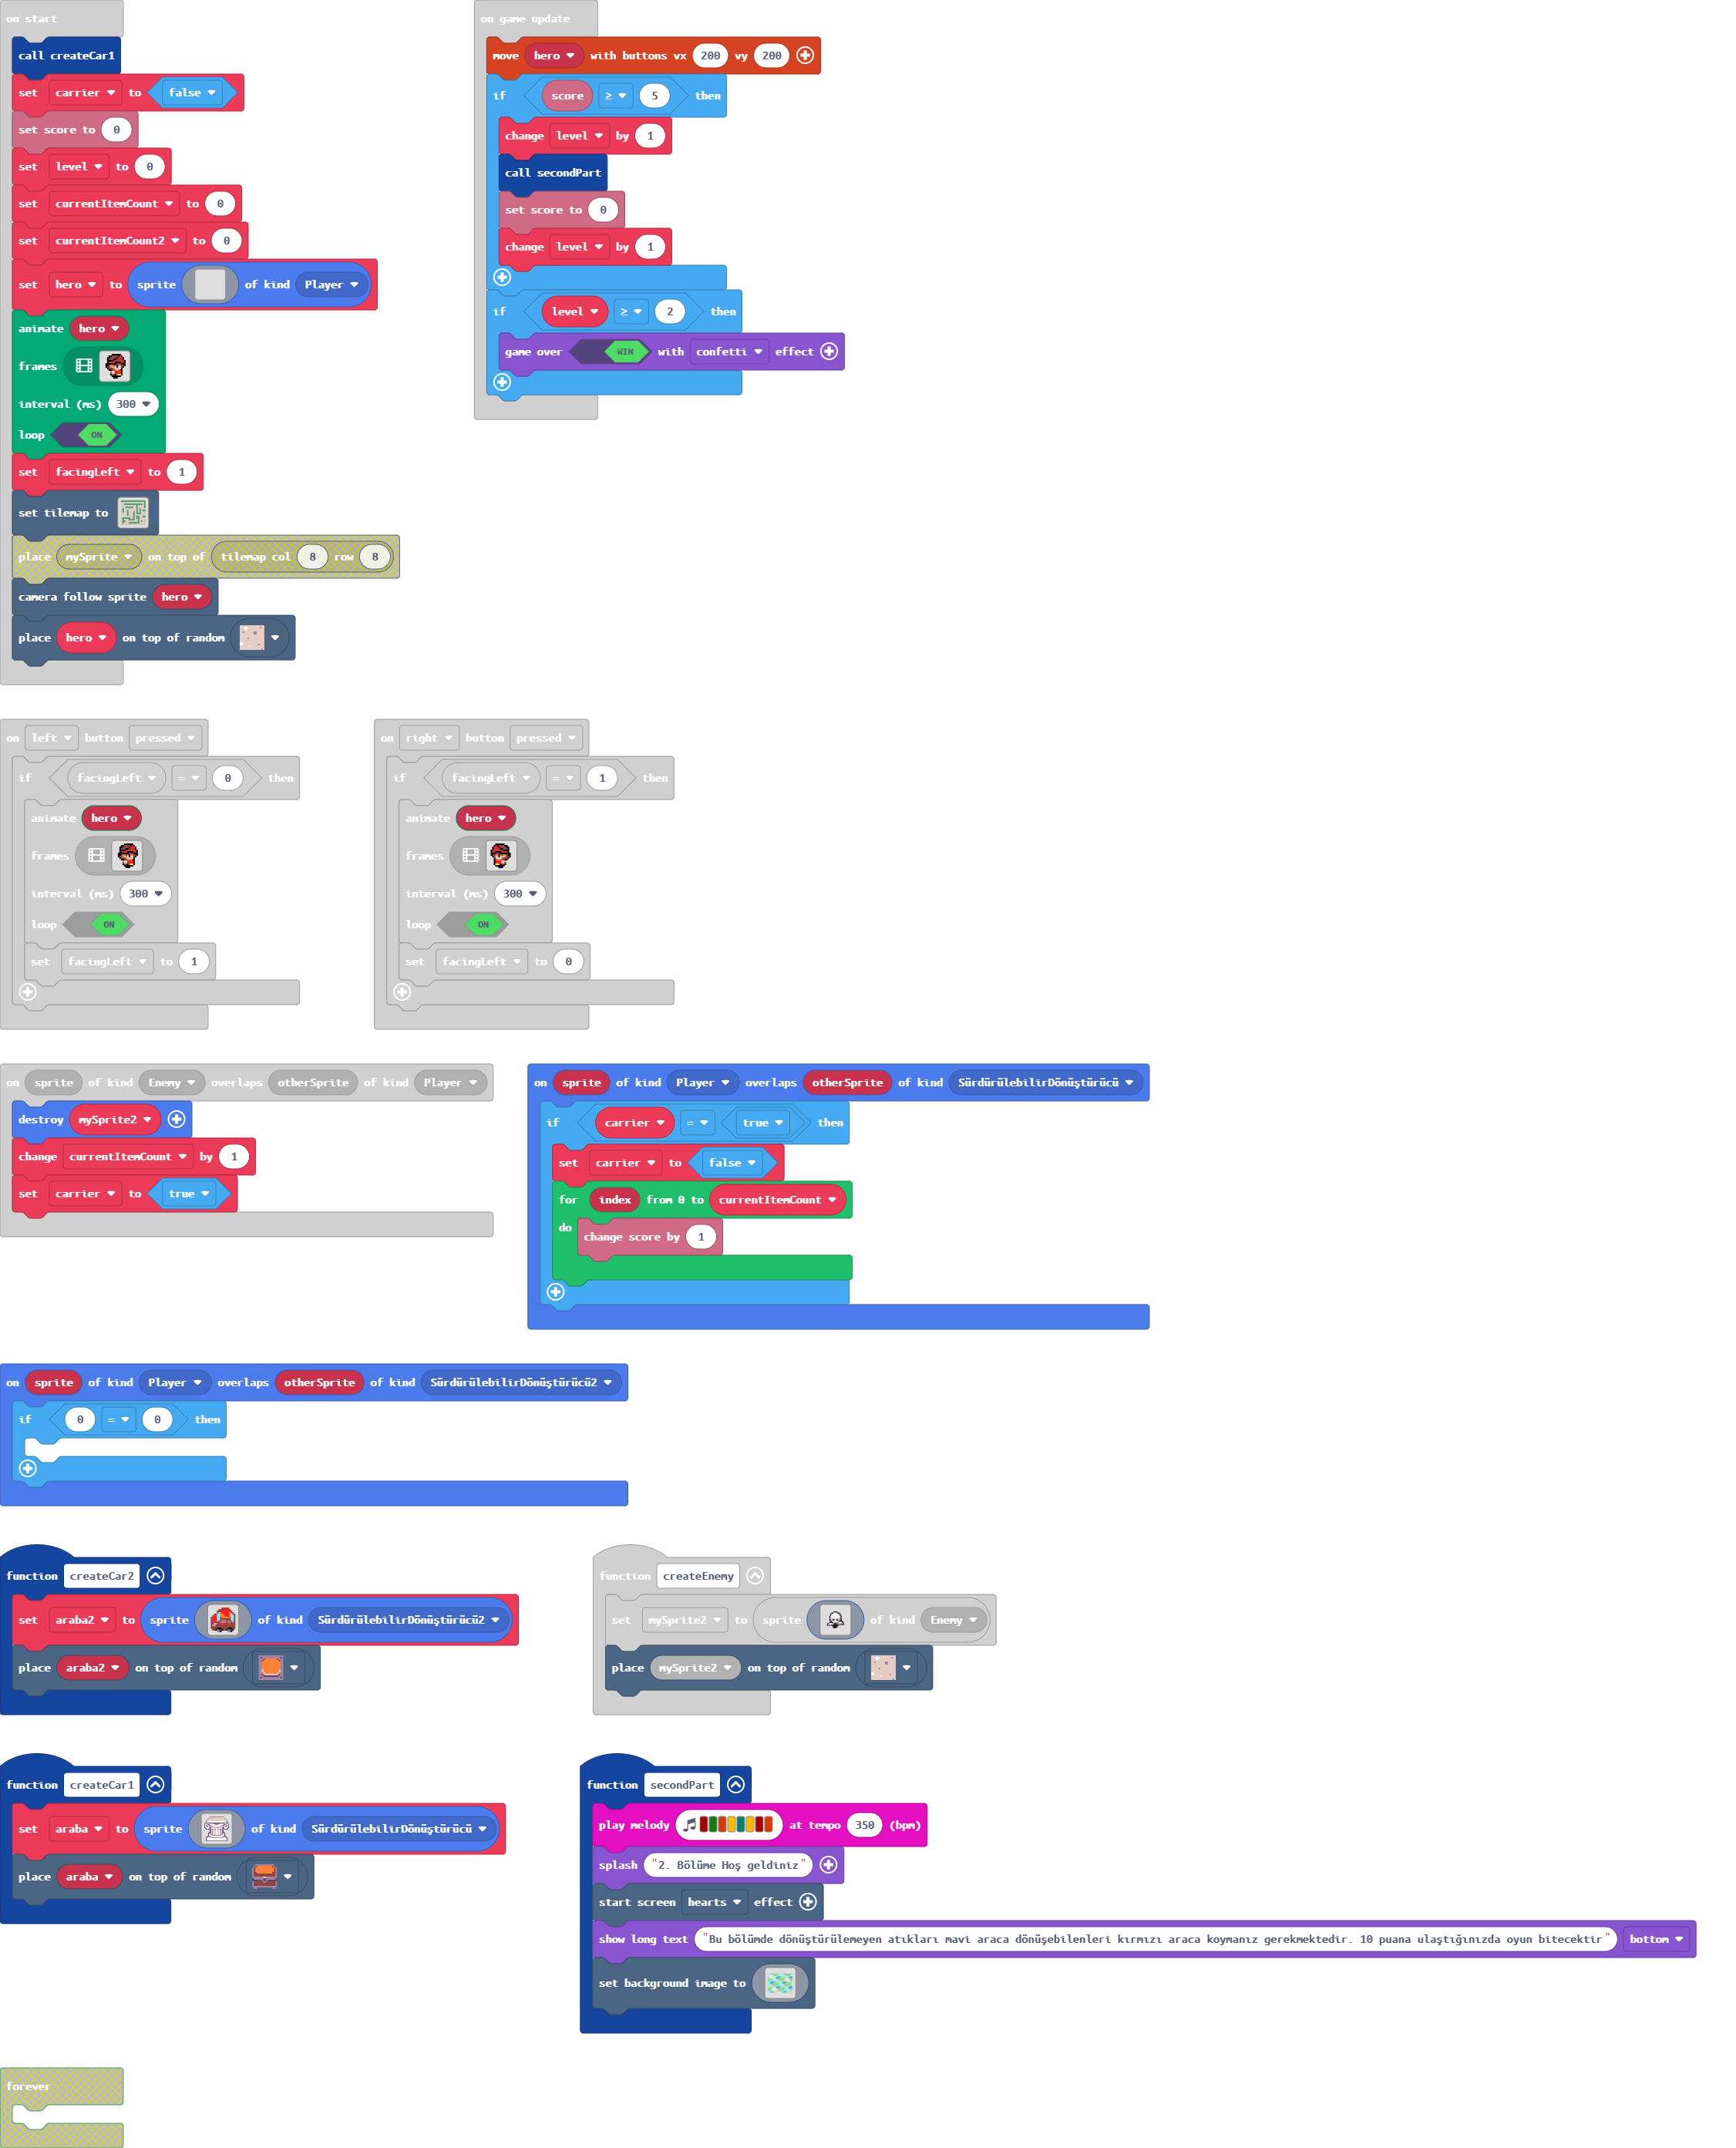 on start
call createCar1
set carrier to false
set score to 0
set level to 0
set currentItemCount to 0
set currentItemCount2 to 0
set hero to sprite of kind Player
animate hero
frames
interval (ms) 300
loop ON
set facingLeft to 1
set tilemap to
place mySprite on top of tilemap col 8 row 8
camera follow sprite hero
place hero on top of random
on game update
move hero with buttons vx 200 vy 200
if score ≥ 5 then
change level by 1
call secondPart
set score to 0
change level by 1
if level ≥ 2 then
game over WIN with confetti effect
on left button pressed
if facingLeft = 0 then
animate hero
frames
interval (ms) 300
loop ON
set facingLeft to 1
on right button pressed
if facingLeft = 1 then
animate hero
frames
interval (ms) 300
loop ON
set facingLeft to 0
on sprite of kind Enemy overlaps otherSprite of kind Player
destroy mySprite2
change currentItemCount by 1
set carrier to true
on sprite of kind Player overlaps otherSprite of kind SürdürülebilirDönüştürücü
if carrier = true then
set carrier to false
for index from 0 to currentItemCount
do
change score by 1
on sprite of kind Player overlaps otherSprite of kind SürdürülebilirDönüştürücü2
if 0 = 0 then
function createCar2
set araba2 to sprite of kind SürdürülebilirDönüştürücü2
place araba2 on top of random
function createEnemy
set mySprite2 to sprite of kind Enemy
place mySprite2 on top of random
function createCar1
set araba to sprite of kind SürdürülebilirDönüştürücü
place araba on top of random
function secondPart
play melody at tempo 350 (bpm)
splash "2. Bölüme Hoş geldiniz"
start screen hearts effect
show long text "Bu bölümde dönüştürülemeyen atıkları mavi araca dönüşebilenleri kırmızı araca koymanız gerekmektedir. 10 puana ulaştığınızda oyun bitecektir" bottom
set background image to
forever